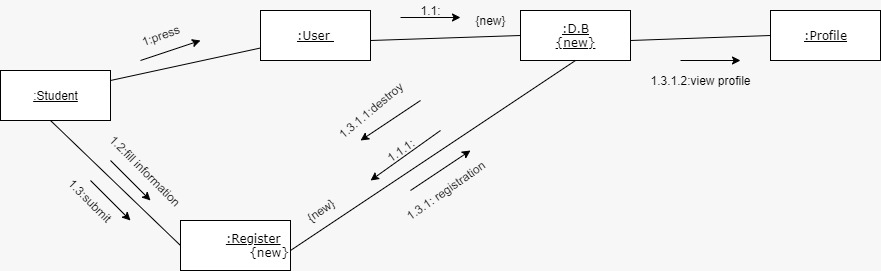 1:press
:User
1.1:
{new}
:D.B
{new}
:Profile
1.3.1.2:view profile
:Student
1.2:fill information
1.3:submit
1.3.1.1:destroy
1.1.1:
1.3.1: registration
{new}
:Register
{new}